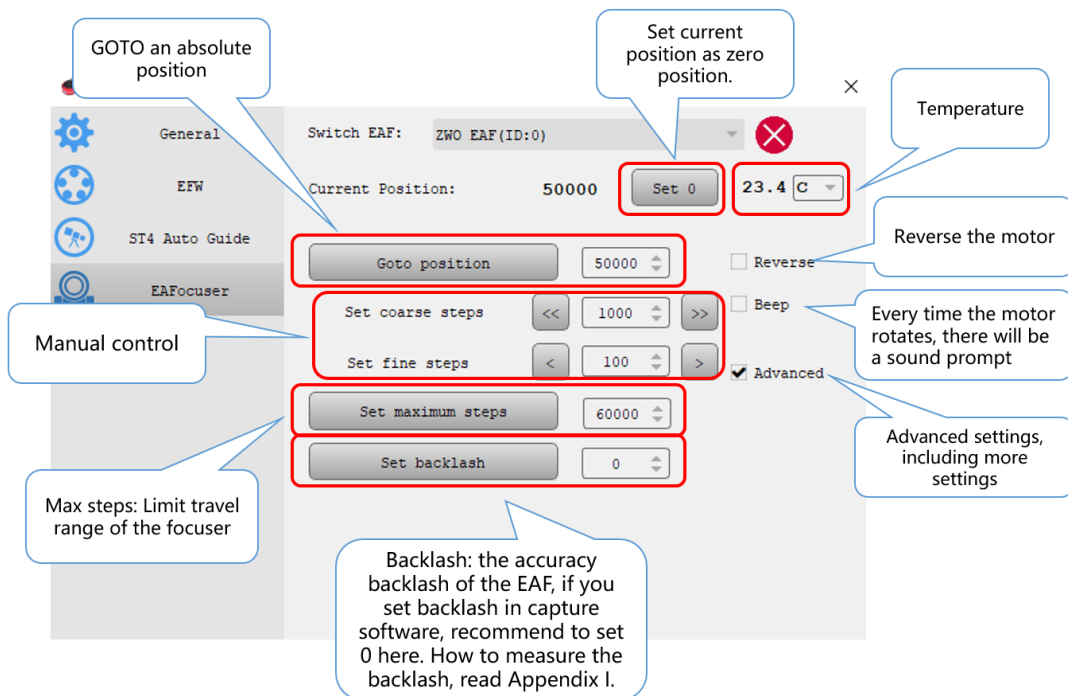 GOTO an absolute
position
Set current
position as zero
position.
Temperature
General
Switch EAF:
ZWO EAF(ID:0)
EFW
Current Position:
50000
Set 0
23.4
C
ST4 Auto Guide
Reverse the motor
Goto position
50000
Reverse
EAFocuser
Set coarse steps
<<
1000
>>
Beep
Every time the motor
rotates, there will be
a sound prompt
Manual control
Set fine steps
<
100
>
Advanced
Set maximum steps
60000
Advanced settings,
including more
settings
Set backlash
0
Max steps: Limit travel
range of the focuser
Backlash: the accuracy
backlash of the EAF, if you
set backlash in capture
software, recommend to set
0 here. How to measure the
backlash, read Appendix I.